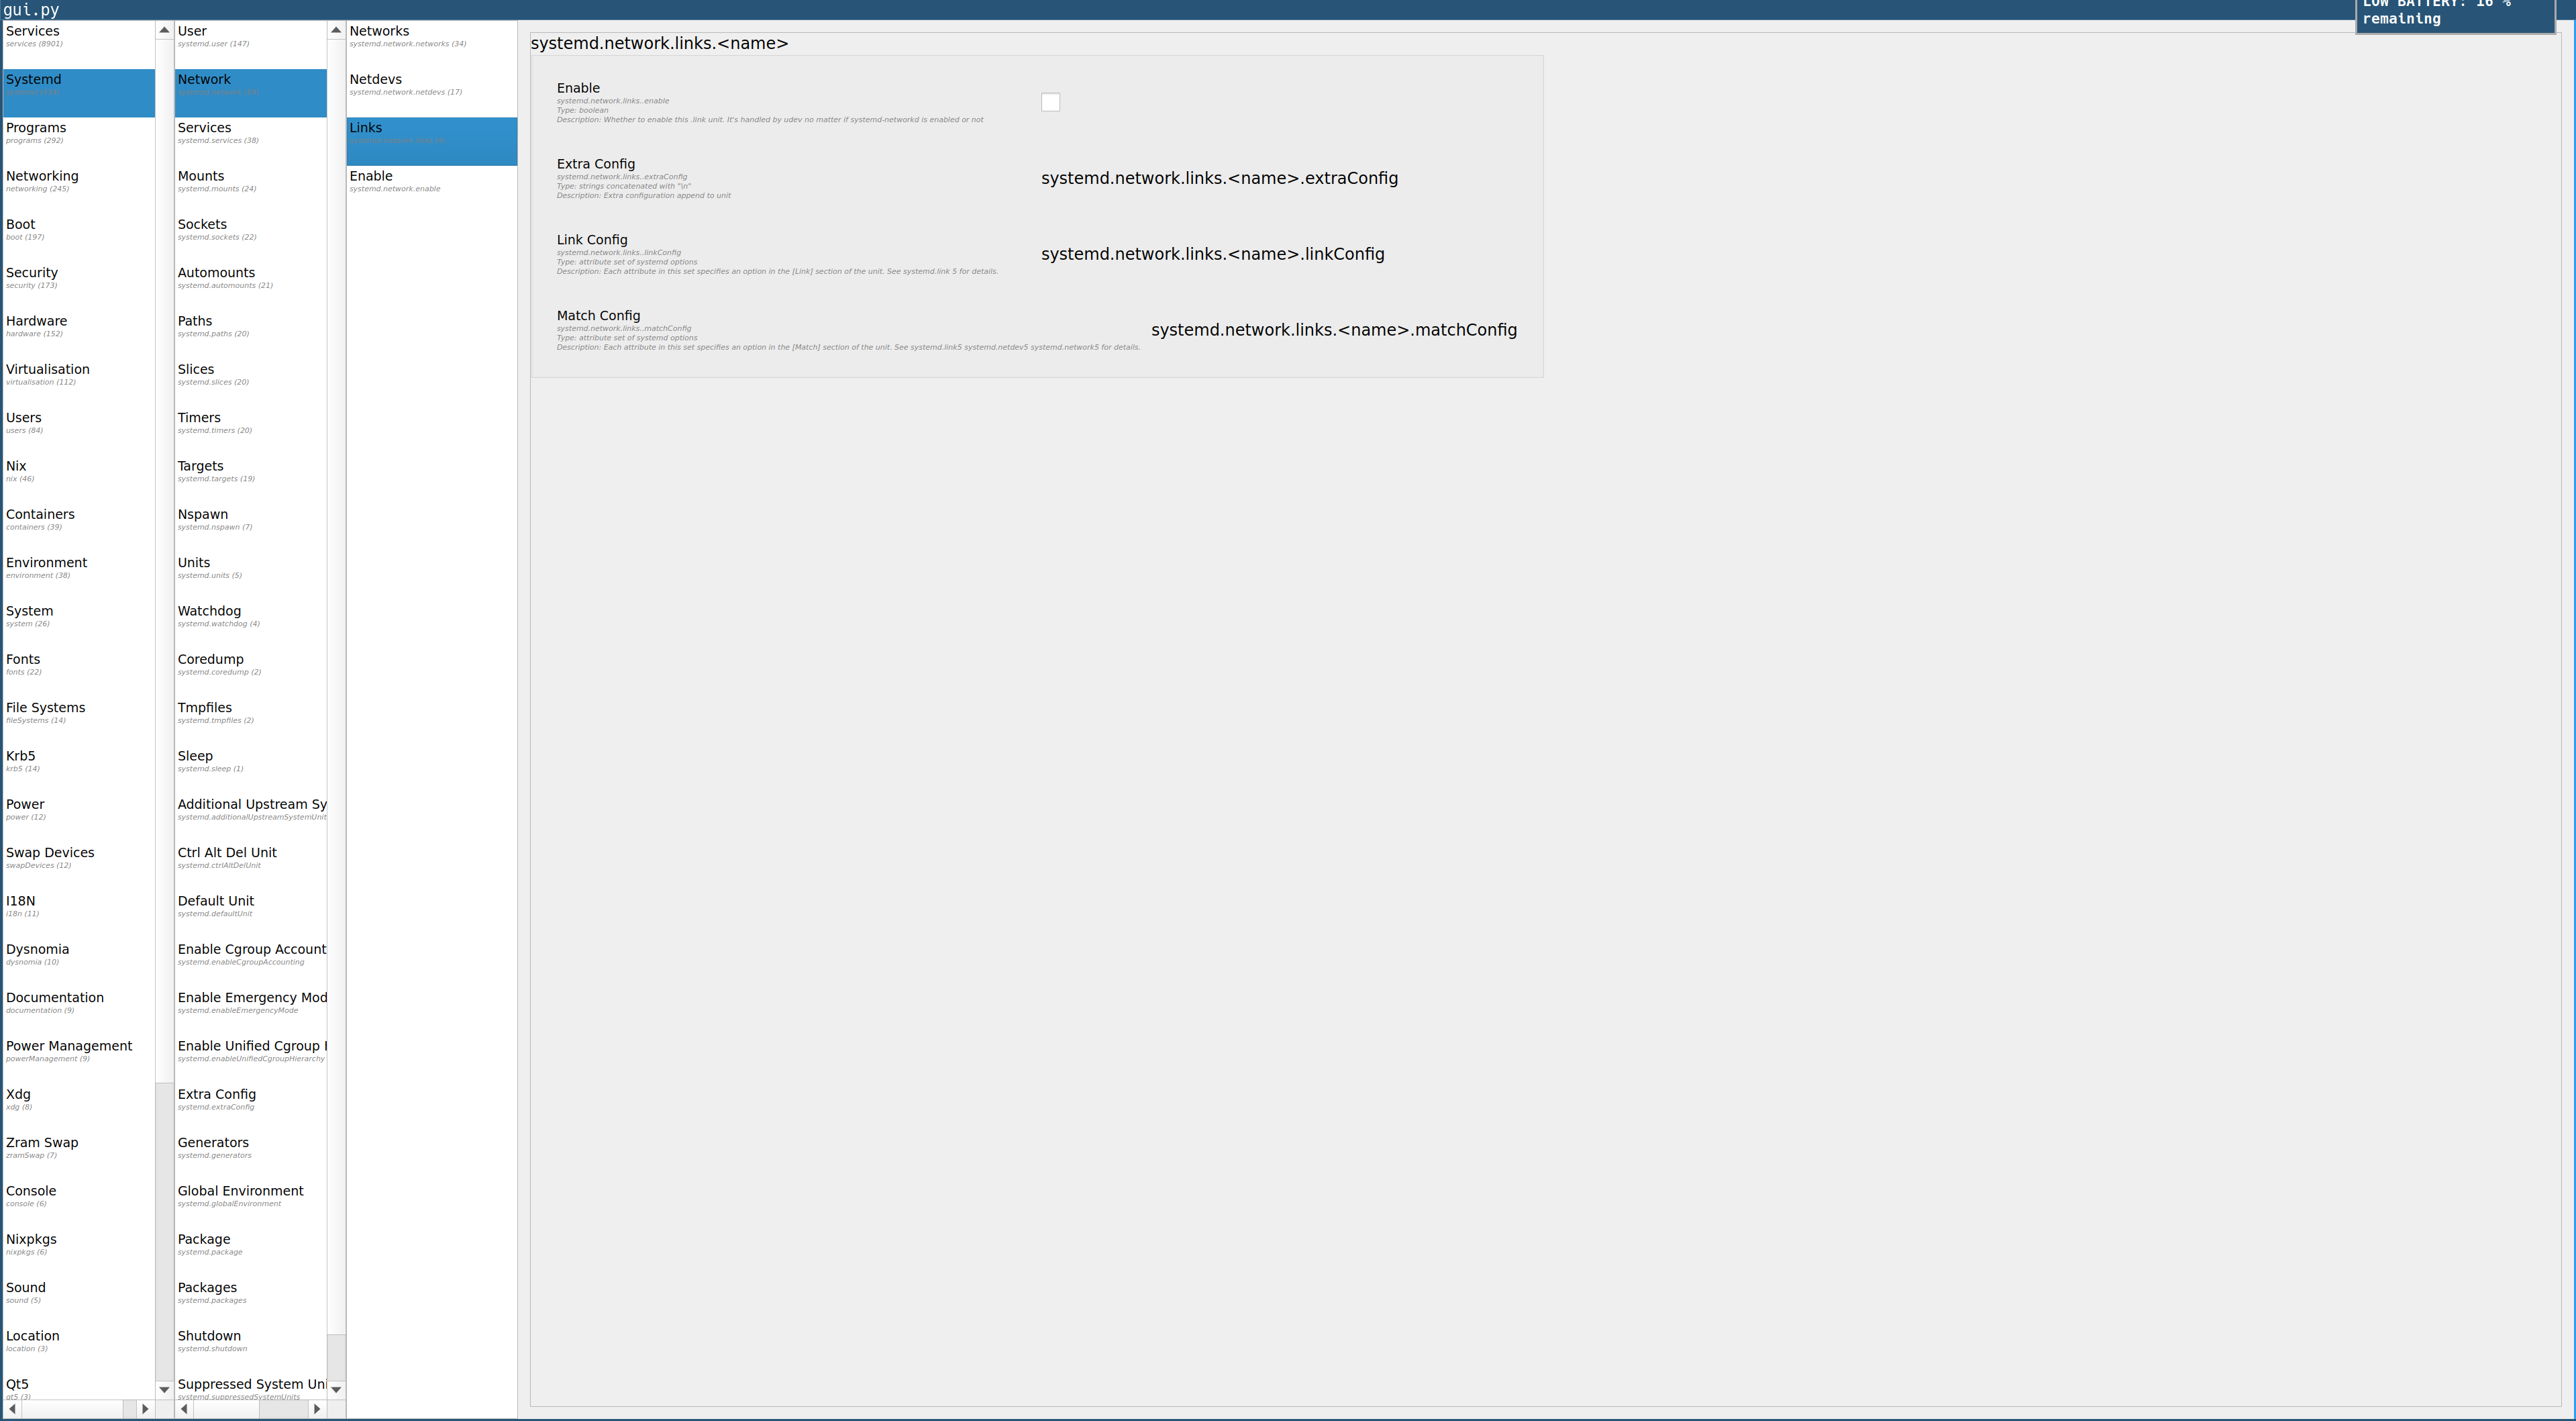 gui.py
LOW BATTERY: 16 %
remaining
Services
services (8901)
Systemd
Programs
programs (292)
Networking
networking (245)
Boot
boot (197)
Security
security (173)
Hardware
hardware (152)
Virtualisation
virtualisation (112)
Users
users (84)
Nix
nix (46)
Containers
containers (39)
Environment
environment (38)
System
system (26)
Fonts
fonts (22)
File Systems
fileSystems (14)
Krb5
krb5 (14)
Power
power (12)
Swap Devices
swapDevices (12)
I18N
i18n (11)
Dysnomia
dysnomia (10)
Documentation
documentation (9)
Power Management
powerManagement (9)
Xdg
xdg (8)
Zram Swap
zramSwap (7)
Console
console (6)
Nixpkgs
nixpkgs (6)
Sound
sound (5)
Location
location (3)
Qt5
qt5 (3)
User
systemd.user (147)
Network
Services
systemd.services (38)
Mounts
systemd.mounts (24)
Sockets
systemd.sockets (22)
Automounts
systemd.automounts (21)
Paths
systemd.paths (20)
Slices
systemd.slices (20)
Timers
systemd.timers (20)
Targets
systemd.targets (19)
Nspawn
systemd.nspawn (7)
Units
systemd.units (5)
Watchdog
systemd.watchdog (4)
Coredump
systemd.coredump (2)
Tmpfiles
systemd.tmpfiles (2)
Sleep
systemd.sleep (1)
Additional Upstream Sy
systemd.additionalUpstreamSystemUnit
Ctrl Alt Del Unit
systemd.ctrlAltDelUnit
Default Unit
systemd.defaultUnit
Enable Cgroup Account
systemd.enableCgroupAccounting
Enable Emergency Mod
systemd.enableEmergencyMode
Enable Unified Cgroup
systemd.enableUnifiedCgroupHierarchy
Extra Config
systemd.extraConfig
Generators
systemd.generators
Global Environment
systemd.globalEnvironment
Package
systemd.package
Packages
systemd.packages
Shutdown
systemd.shutdown
Suppressed System Uni
systemd.suppressedSystemUnits
Networks
systemd.network.networks (34)
Netdevs
systemd.network.netdevs (17)
Links
Enable
systemd.network.enable
systemd.network.links.<name>
Enable
systemd.network.links..enable
Type: boolean
Description: Whether to enable this .link unit. It's handled by udev no matter if systemd-networkd is enabled or not
Extra Config
systemd.network.links..extraConfig
Type: strings concatenated with "\n"
Description: Extra configuration append to unit
systemd.network.links.<name>.extraConfig
Link Config
systemd.network.links..linkConfig
Type: attribute set of systemd options
Description: Each attribute in this set specifies an option in the [Link] section of the unit. See systemd.link 5 for details.
systemd.network.links.<name>.linkConfig
Match Config
systemd.network.links..matchConfig
Type: attribute set of systemd options
Description: Each attribute in this set specifies an option in the [Match] section of the unit. See systemd.link5 systemd.netdev5 systemd.network5 for details.
systemd.network.links.<name>.matchConfig